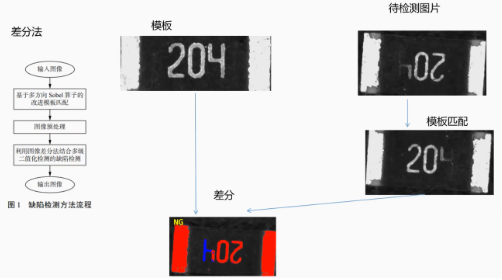 差分法
输入图像
基于多方向 Sobel 算子的
改进模板匹配
图像预处理
利用图像差分法结合多级
二值化检测的缺陷检测
输出图像
图 1 缺陷检测方法流程
模板
204
待检测图片
204
模板匹配
204
差分
NG
204